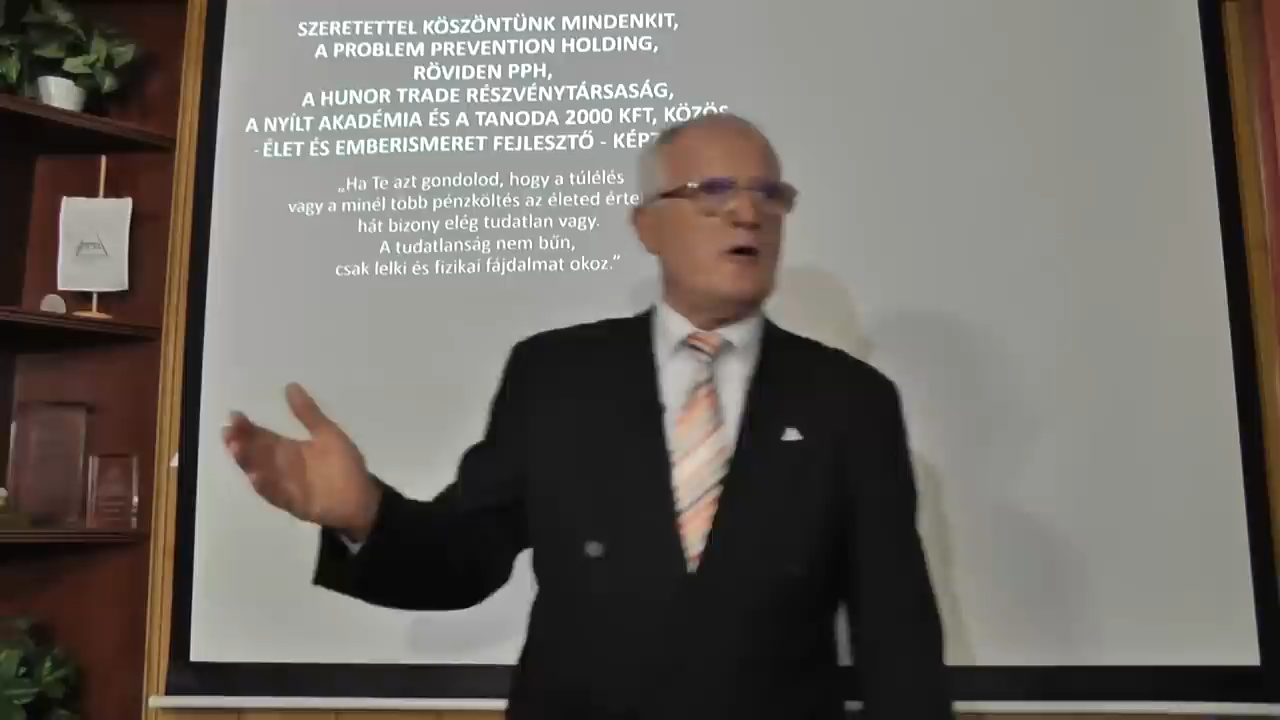 SZERETETTEL KÖSZÖNTÜNK MINDENKIT,
A PROBLEM PREVENTION HOLDING,
RÖVIDEN PPH,
A HUNOR TRADE RÉSZVÉNYTÁRSASÁG,
A NYÍLT AKADÉMIA ÉS A TANODA 2000 KFT, KÖZÖS
- ÉLET ÉS EMBERISMERET FEJLESZTŐ -
„Ha Te azt gondolod, hogy a túlélés
vagy a minél tobb pénzköltés az életed
hát bizony elég tudatlan vagy.
A tudatlanság nem bűn,
csak lelki és fizikai fájdalmat okoz.”